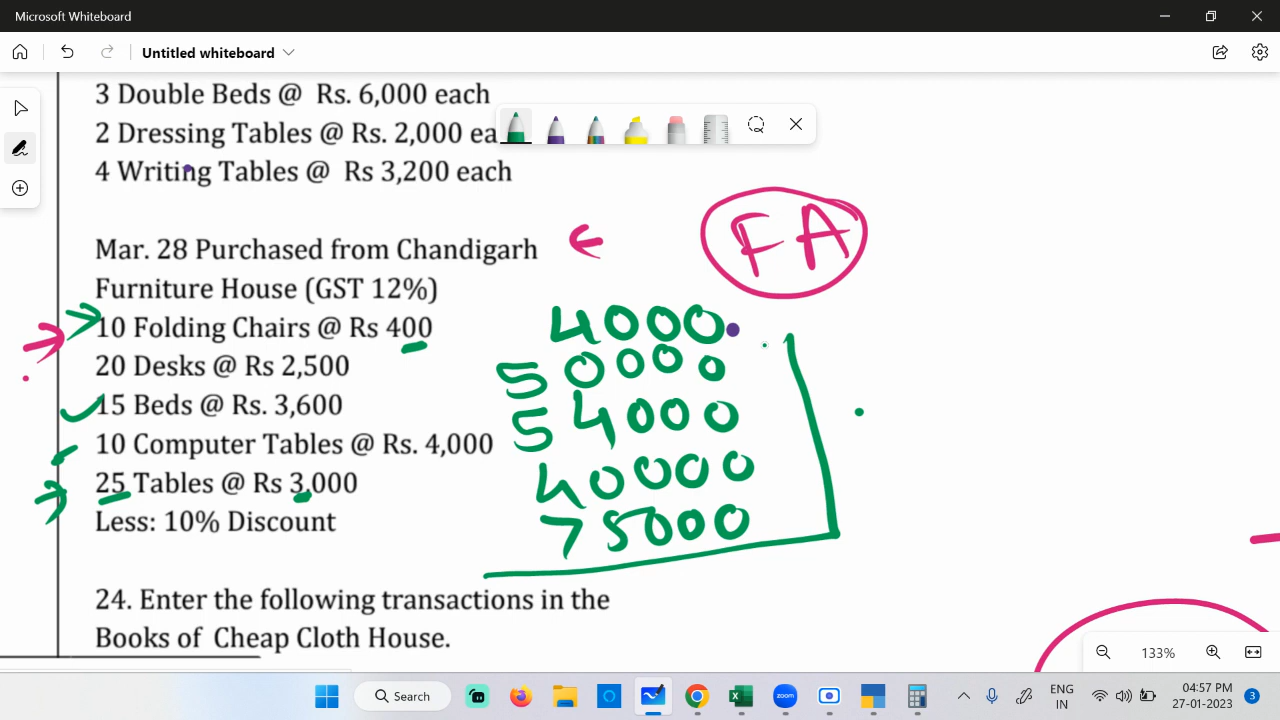 Microsoft Whiteboard
Untitled whiteboard
3 Double Beds @ Rs. 6,000 each
2 Dressing Tables @ Rs. 2,000 ea
4 Writing Tables @ Rs 3,200 each
FA
Mar. 28 Purchased from Chandigarh
Furniture House (GST 12%)
10 Folding Chairs @ Rs 400 4000
20 Desks @ Rs 2,500 50000
15 Beds @ Rs. 3,600 54000
10 Computer Tables @ Rs. 4,000 40000
25 Tables @ Rs 3,000 75000
Less: 10% Discount
24. Enter the following transactions in the
Books of Cheap Cloth House.
133%
Search
zoom
ENG
IN
04:57 PM
27-01-2023
3